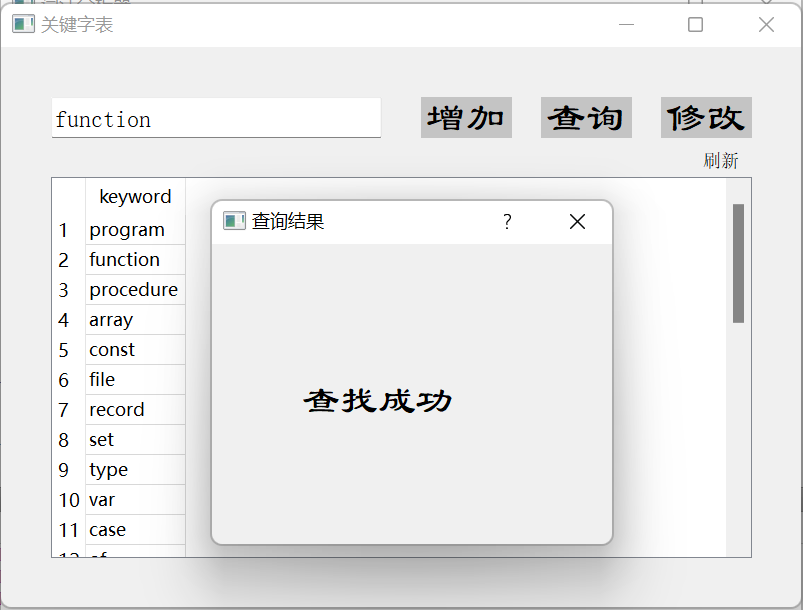 关键字表
function
增加 查询 修改
刷新
keyword
1 program
2 function
3 procedure
4 array
5 const
6 file
7 record
8 set
9 type
10 var
11 case
查询结果
?
查找成功